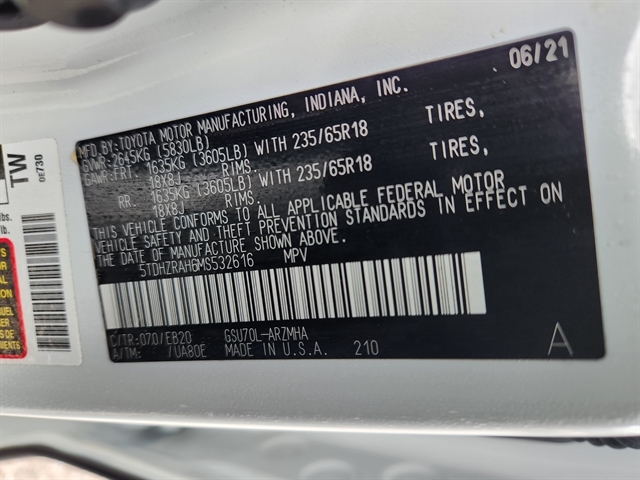 06/21
MFD.BY:TOYOTA MOTOR MANUFACTURING, INDIANA, INC.
GVWR:2645KG (5830LB)
GAWR:FRT. 1635KG (3605LB) WITH 235/65R18 TIRES,
18X8J RIMS.
RR. 1635KG (3605LB) WITH 235/65R18 TIRES,
18X8J RIMS.
THIS VEHICLE CONFORMS TO ALL APPLICABLE FEDERAL MOTOR
VEHICLE SAFETY AND THEFT PREVENTION STANDARDS IN EFFECT ON
THE DATE OF MANUFACTURE SHOWN ABOVE.
5TDHZRAH6MS532616 MPV
C/TR:070/EB20 GSU70L-ARZMHA
A/TM: /UA80E MADE IN U.S.A. 210 A
TW
0E730
lbs.
lb.